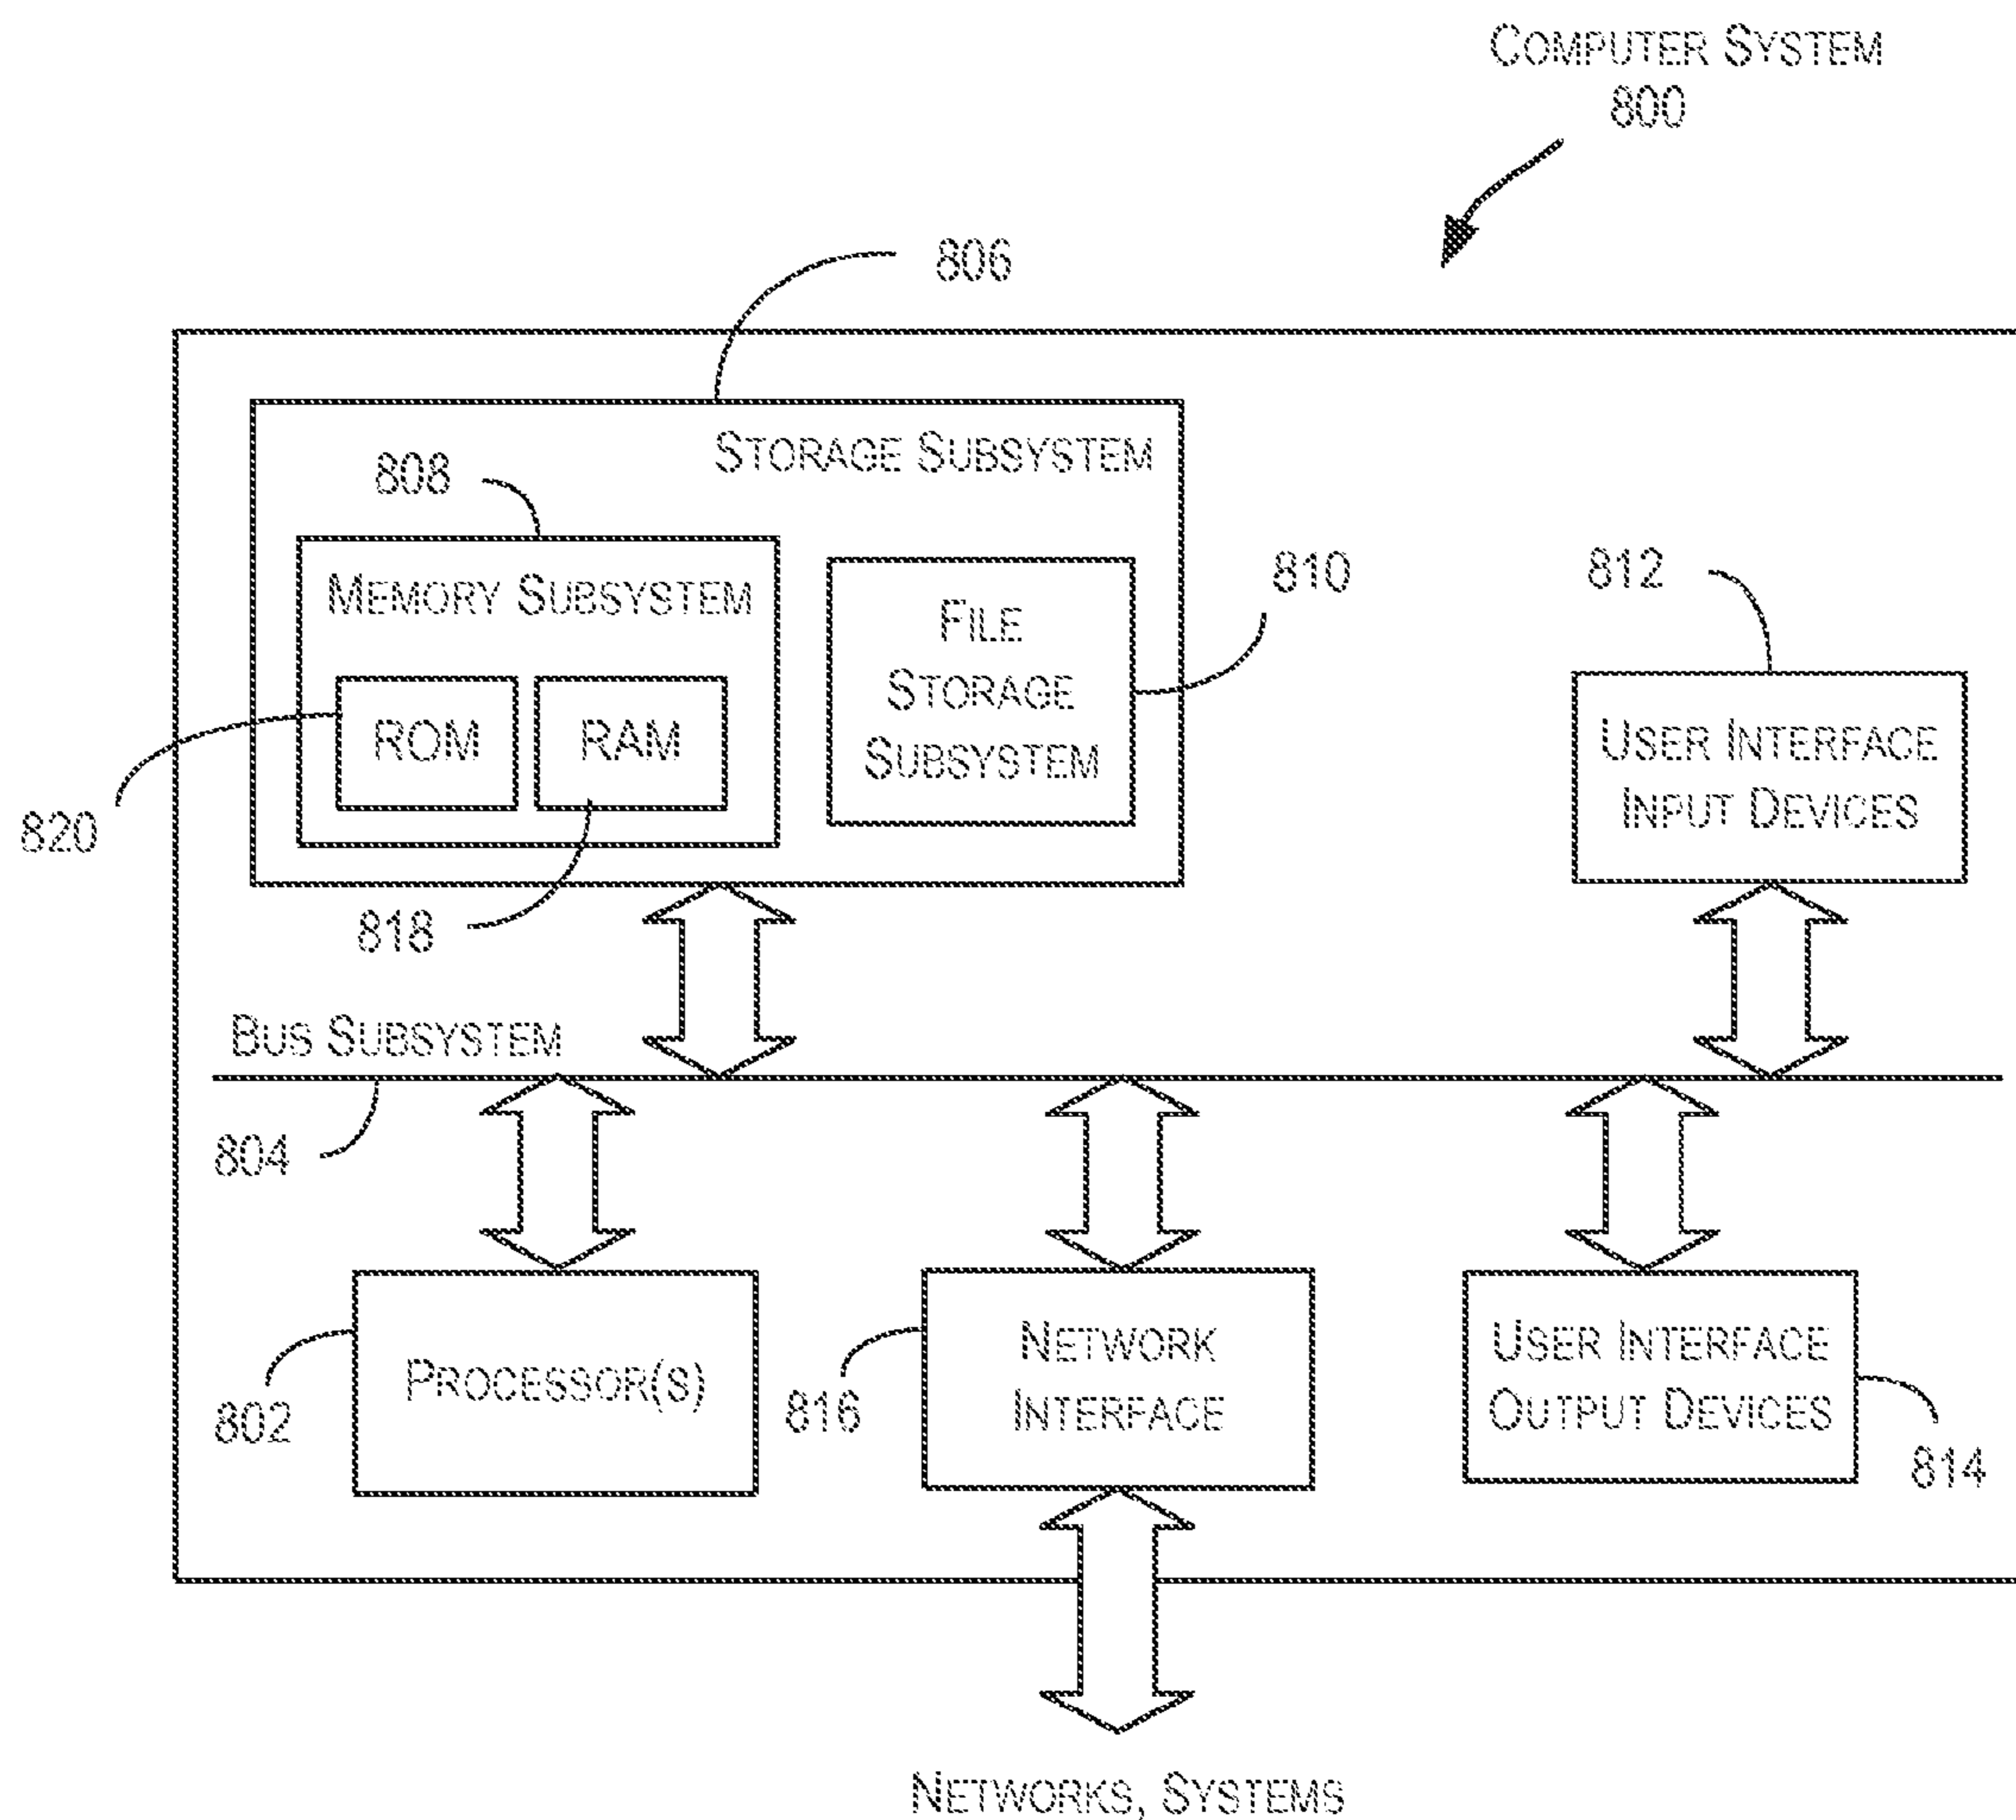 COMPUTER SYSTEM
800
806
STORAGE SUBSYSTEM
808
MEMORY SUBSYSTEM
FILE
STORAGE
SUBSYSTEM
810
812
ROM
RAM
USER INTERFACE
INPUT DEVICES
820
818
BUS SUBSYSTEM
804
PROCESSOR(S)
802
NETWORK
INTERFACE
816
USER INTERFACE
OUTPUT DEVICES
814
NETWORKS, SYSTEMS